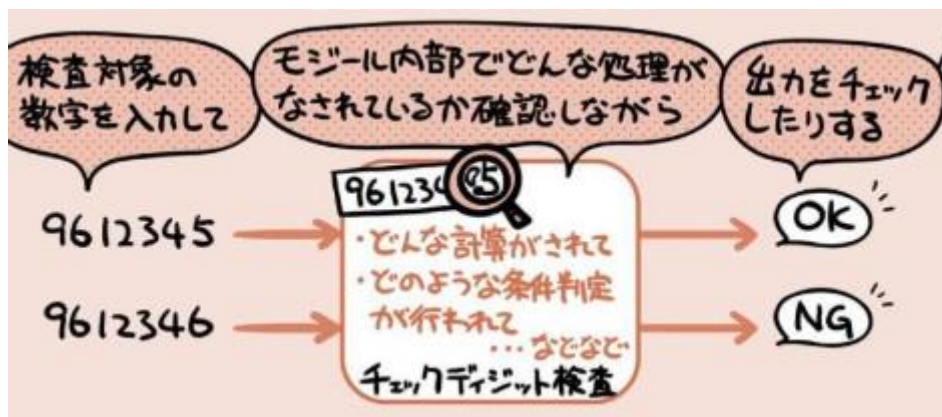 検査対象の
数字を入力して
モジール内部でどんな処理が
なされているか確認しながら
出力をチェック
したりする
9612345
961234
95
・どんな計算がされて
・どのような条件判定
が行われて
…などなど
OK
9612346
NG
チェックディジット検査